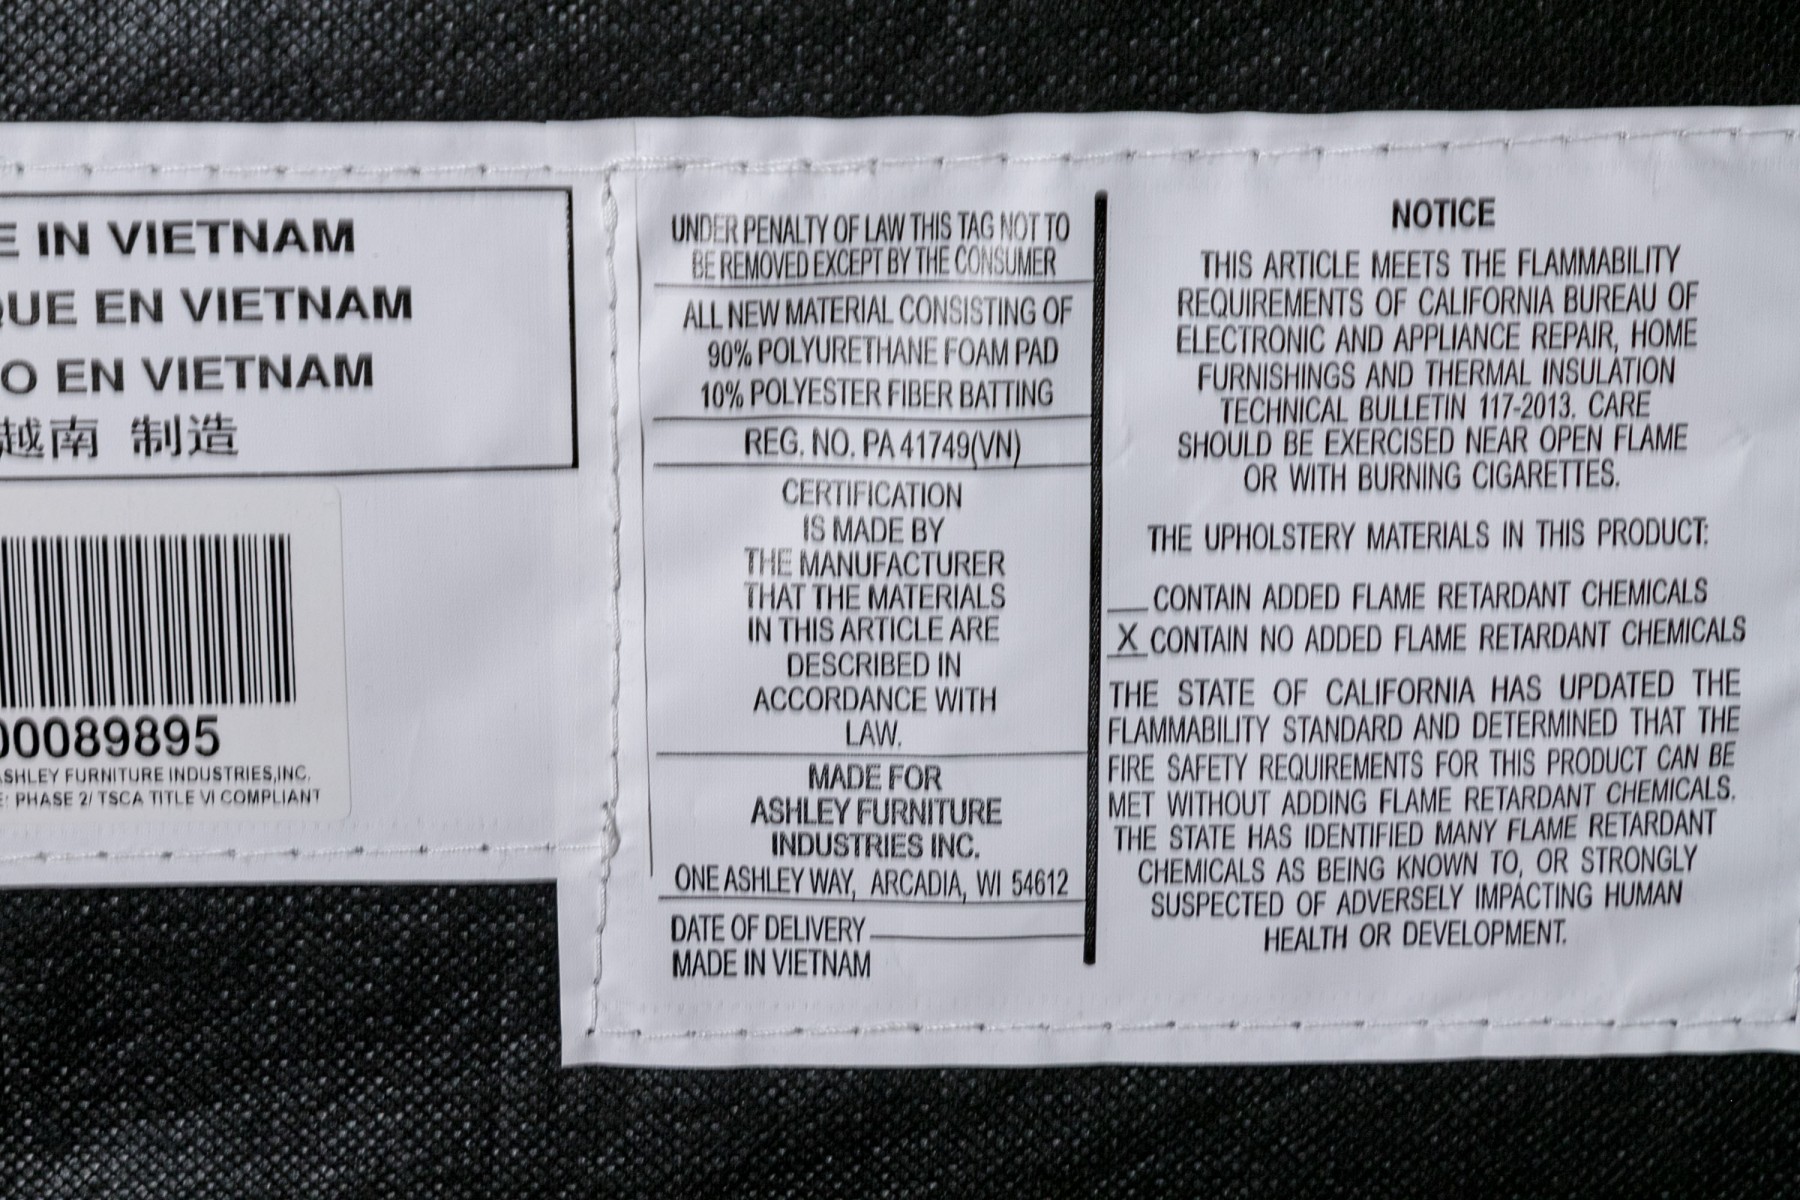 IN VIETNAM
EN VIETNAM
EN VIETNAM
越南 制造
0089895
ASHLEY FURNITURE INDUSTRIES,INC.
PHASE 2/ TSCA TITLE VI COMPLIANT
UNDER PENALTY OF LAW THIS TAG NOT TO
BE REMOVED EXCEPT BY THE CONSUMER
ALL NEW MATERIAL CONSISTING OF
90% POLYURETHANE FOAM PAD
10% POLYESTER FIBER BATTING
REG. NO. PA 41749(VN)
CERTIFICATION
IS MADE BY
THE MANUFACTURER
THAT THE MATERIALS
IN THIS ARTICLE ARE
DESCRIBED IN
ACCORDANCE WITH
LAW.
MADE FOR
ASHLEY FURNITURE
INDUSTRIES INC.
ONE ASHLEY WAY, ARCADIA, WI 54612
DATE OF DELIVERY
MADE IN VIETNAM
NOTICE
THIS ARTICLE MEETS THE FLAMMABILITY
REQUIREMENTS OF CALIFORNIA BUREAU OF
ELECTRONIC AND APPLIANCE REPAIR, HOME
FURNISHINGS AND THERMAL INSULATION
TECHNICAL BULLETIN 117-2013. CARE
SHOULD BE EXERCISED NEAR OPEN FLAME
OR WITH BURNING CIGARETTES.
THE UPHOLSTERY MATERIALS IN THIS PRODUCT:
__CONTAIN ADDED FLAME RETARDANT CHEMICALS
X CONTAIN NO ADDED FLAME RETARDANT CHEMICALS
THE STATE OF CALIFORNIA HAS UPDATED THE
FLAMMABILITY STANDARD AND DETERMINED THAT THE
FIRE SAFETY REQUIREMENTS FOR THIS PRODUCT CAN BE
MET WITHOUT ADDING FLAME RETARDANT CHEMICALS.
THE STATE HAS IDENTIFIED MANY FLAME RETARDANT
CHEMICALS AS BEING KNOWN TO, OR STRONGLY
SUSPECTED OF ADVERSELY IMPACTING HUMAN
HEALTH OR DEVELOPMENT.